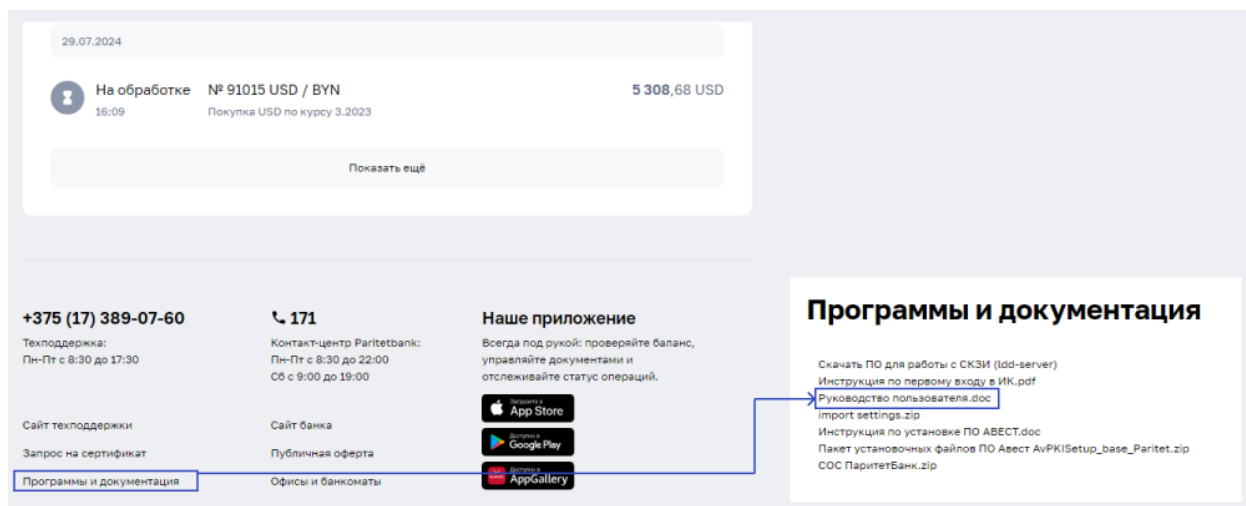 29.07.2024
На обработке № 91015 USD / BYN 5 308,68 USD
16:09 Покупка USD по курсу 3.2023
Показать ещё
+375 (17) 389-07-60
Техподдержка:
Пн-Пт с 8:30 до 17:30
Сайт техподдержки
Запрос на сертификат
Программы и документация
171
Контакт-центр Paritetbank:
Пн-Пт с 8:30 до 22:00
Сб с 9:00 до 19:00
Сайт банка
Публичная оферта
Офисы и банкоматы
Наше приложение
Всегда под рукой: проверяйте баланс,
управляйте документами и
отслеживайте статус операций.
Загрузите в
App Store
Доступно в
Google Play
Доступно в
AppGallery
Программы и документация
Скачать ПО для работы с СКЗИ (ldd-server)
Инструкция по первому входу в ИК.pdf
Руководство пользователя.doc
import settings.zip
Инструкция по установке ПО АВЕСТ.doc
Пакет установочных файлов ПО Авест AvPKISetup_base_Paritet.zip
СОС ПаритетБанк.zip